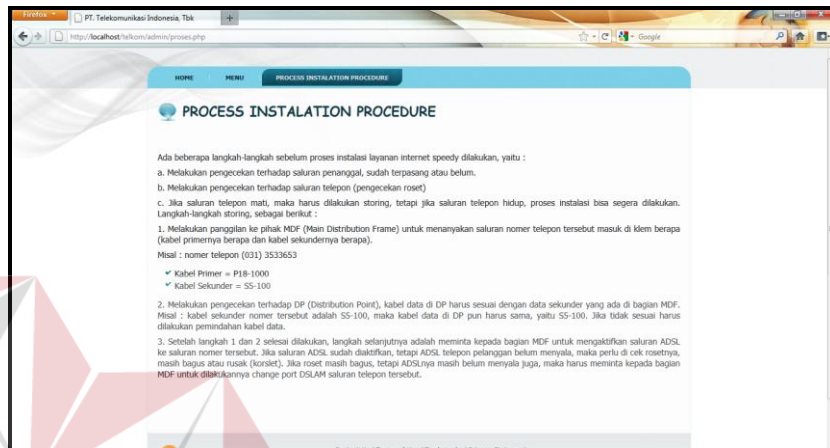 Firefox
PT. Telekomunikasi Indonesia, Tbk
http://localhost/telkom/admin/proses.php
Google
HOME MENU PROCESS INSTALATION PROCEDURE
PROCESS INSTALATION PROCEDURE
Ada beberapa langkah-langkah sebelum proses instalasi layanan internet speedy dilakukan, yaitu :
a. Melakukan pengecekan terhadap saluran penanggal, sudah terpasang atau belum.
b. Melakukan pengecekan terhadap saluran telepon (pengecekan roset)
c. Jika saluran telepon mati, maka harus dilakukan storing, tetapi jika saluran telepon hidup, proses instalasi bisa segera dilakukan.
Langkah-langkah storing, sebagai berikut :
1. Melakukan panggilan ke pihak MDF (Main Distribution Frame) untuk menanyakan saluran nomer telepon tersebut masuk di klem berapa
(kabel primernya berapa dan kabel sekundernya berapa).
Misal : nomer telepon (031) 3533653
Kabel Primer = P18-1000
Kabel Sekunder = SS-100
2. Melakukan pengecekan terhadap DP (Distribution Point), kabel data di DP harus sesuai dengan data sekunder yang ada di bagian MDF.
Misal : kabel sekunder nomer tersebut adalah SS-100, maka kabel data di DP pun harus sama, yaitu SS-100. Jika tidak sesuai harus
dilakukan pemindahan kabel data.
3. Setelah langkah 1 dan 2 selesai dilakukan, langkah selanjutnya adalah meminta kepada bagian MDF untuk mengaktifkan saluran ADSL
ke saluran nomer tersebut. Jika saluran ADSL sudah diaktifkan, tetapi ADSL telepon pelanggan belum menyala, maka perlu di cek rosetnya,
masih bagus atau rusak (korslet). Jika roset masih bagus, tetapi ADSLnya masih belum menyala juga, maka harus meminta kepada bagian
MDF untuk dilakukannya change port DSLAM saluran telepon tersebut.